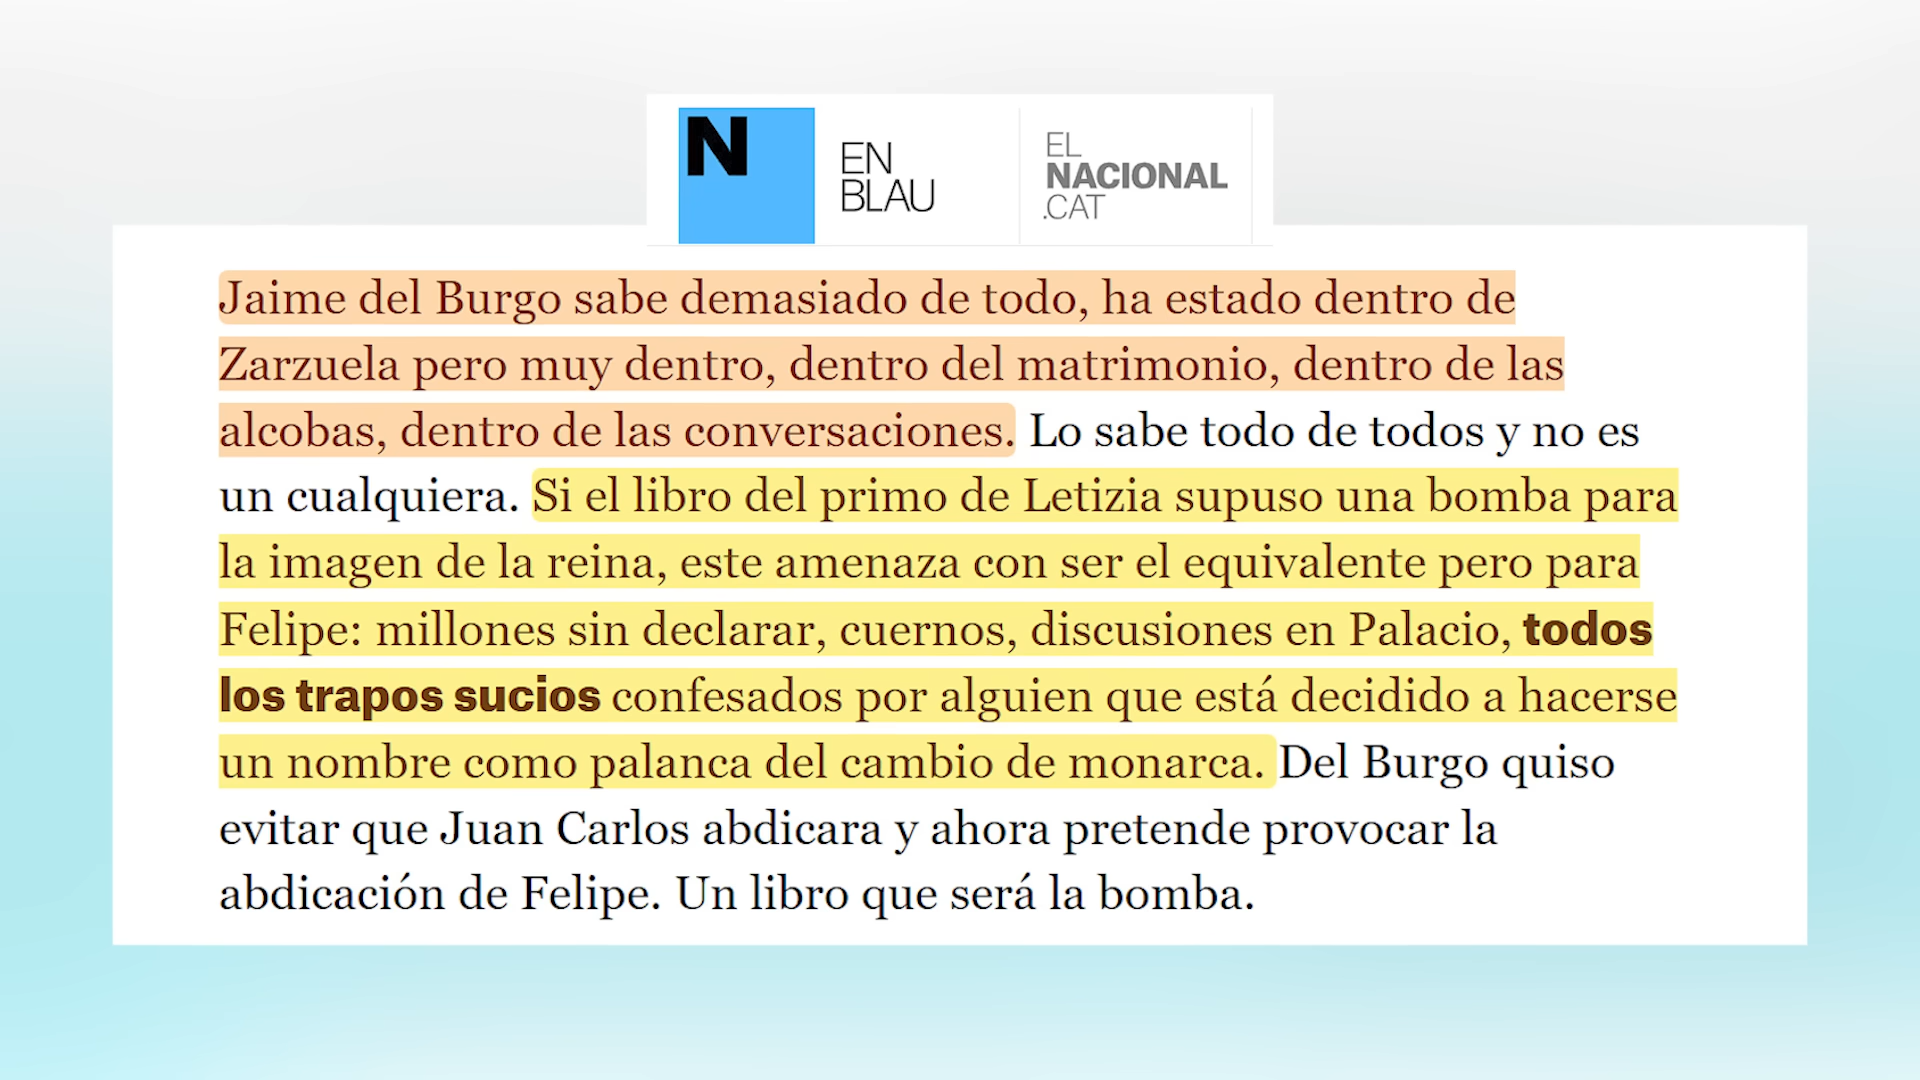 N
EN
BLAU
EL
NACIONAL
.CAT
Jaime del Burgo sabe demasiado de todo, ha estado dentro de
Zarzuela pero muy dentro, dentro del matrimonio, dentro de las
alcobas, dentro de las conversaciones. Lo sabe todo de todos y no es
un cualquiera. Si el libro del primo de Letizia supuso una bomba para
la imagen de la reina, este amenaza con ser el equivalente pero para
Felipe: millones sin declarar, cuernos, discusiones en Palacio, todos
los trapos sucios confesados por alguien que está decidido a hacerse
un nombre como palanca del cambio de monarca. Del Burgo quiso
evitar que Juan Carlos abdicara y ahora pretende provocar la
abdicación de Felipe. Un libro que será la bomba.